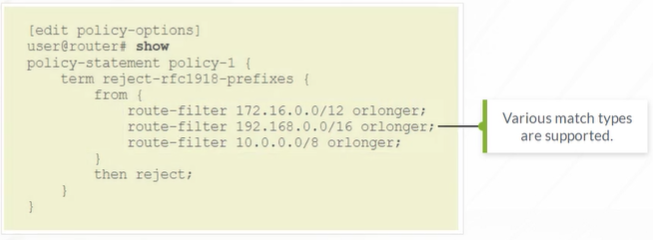 [edit policy-options]
user@router# show
policy-statement policy-1 {
    term reject-rfc1918-prefixes {
        from {
            route-filter 172.16.0.0/12 orlonger;
            route-filter 192.168.0.0/16 orlonger;
            route-filter 10.0.0.0/8 orlonger;
        }
        then reject;
    }
}
Various match types
are supported.